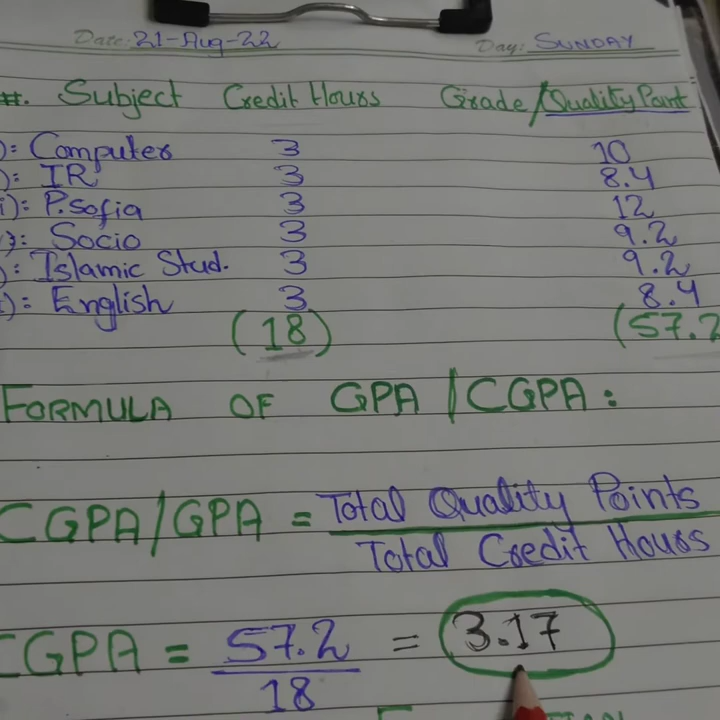 Date: 21-Aug-22 Day: SUNDAY
#. Subject Credit Hours Grade/Quality Point
): Computer 3 10
): IR 3 8.4
i): P.sofia 3 12
): Socio 3 9.2
): Islamic Stud. 3 9.2
): English 3 8.4
(18) (57.2
FORMULA OF GPA/CGPA:
CGPA/GPA = Total Quality Points
Total Credit Hours
CGPA = 57.2 = 3.17
18